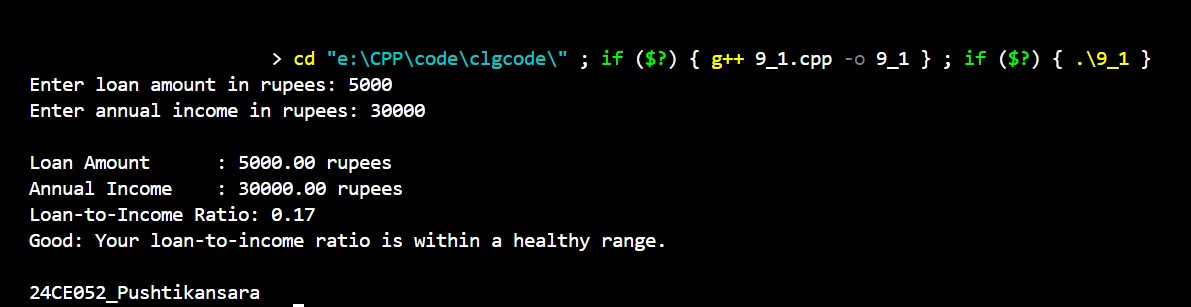 > cd "e:\CPP\code\clgcode\" ; if ($?) { g++ 9_1.cpp -o 9_1 } ; if ($?) { .\9_1 }
Enter loan amount in rupees: 5000
Enter annual income in rupees: 30000
Loan Amount      : 5000.00 rupees
Annual Income    : 30000.00 rupees
Loan-to-Income Ratio: 0.17
Good: Your loan-to-income ratio is within a healthy range.
24CE052_Pushtikansara